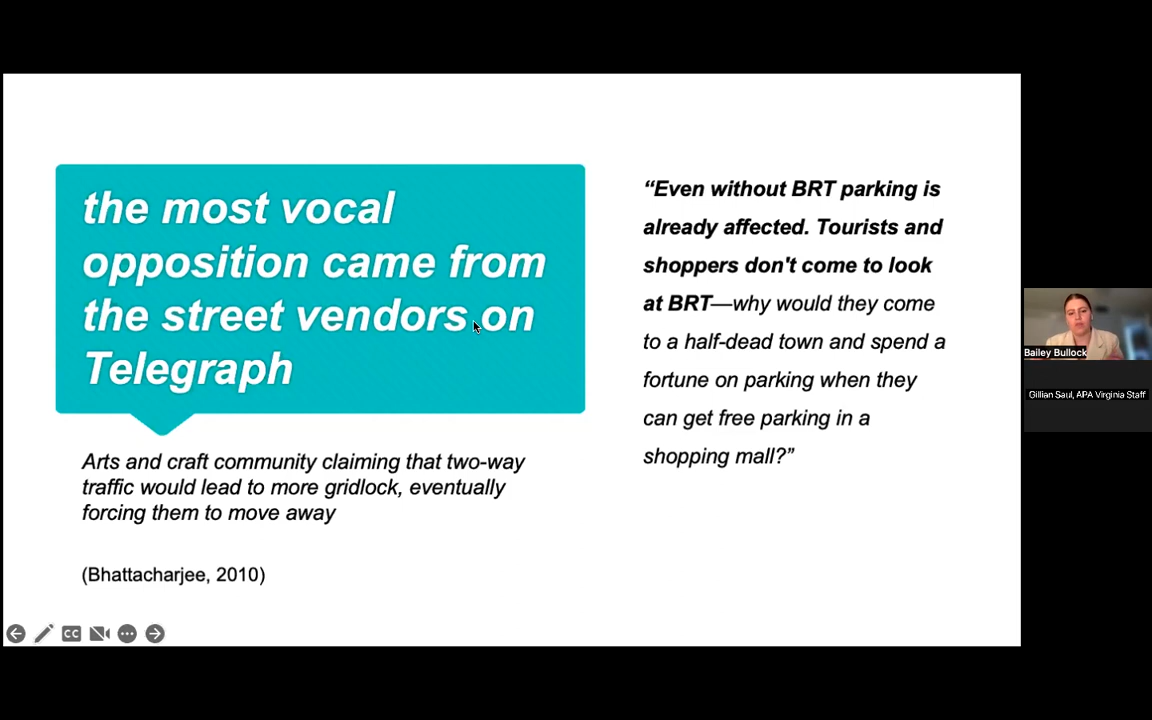 the most vocal
opposition came from
the street vendors on
Telegraph
Arts and craft community claiming that two-way
traffic would lead to more gridlock, eventually
forcing them to move away
(Bhattacharjee, 2010)
“Even without BRT parking is
already affected. Tourists and
shoppers don't come to look
at BRT—why would they come
to a half-dead town and spend a
fortune on parking when they
can get free parking in a
shopping mall?”
CC
Bailey Bullock
Gillian Saul, APA Virginia Staff